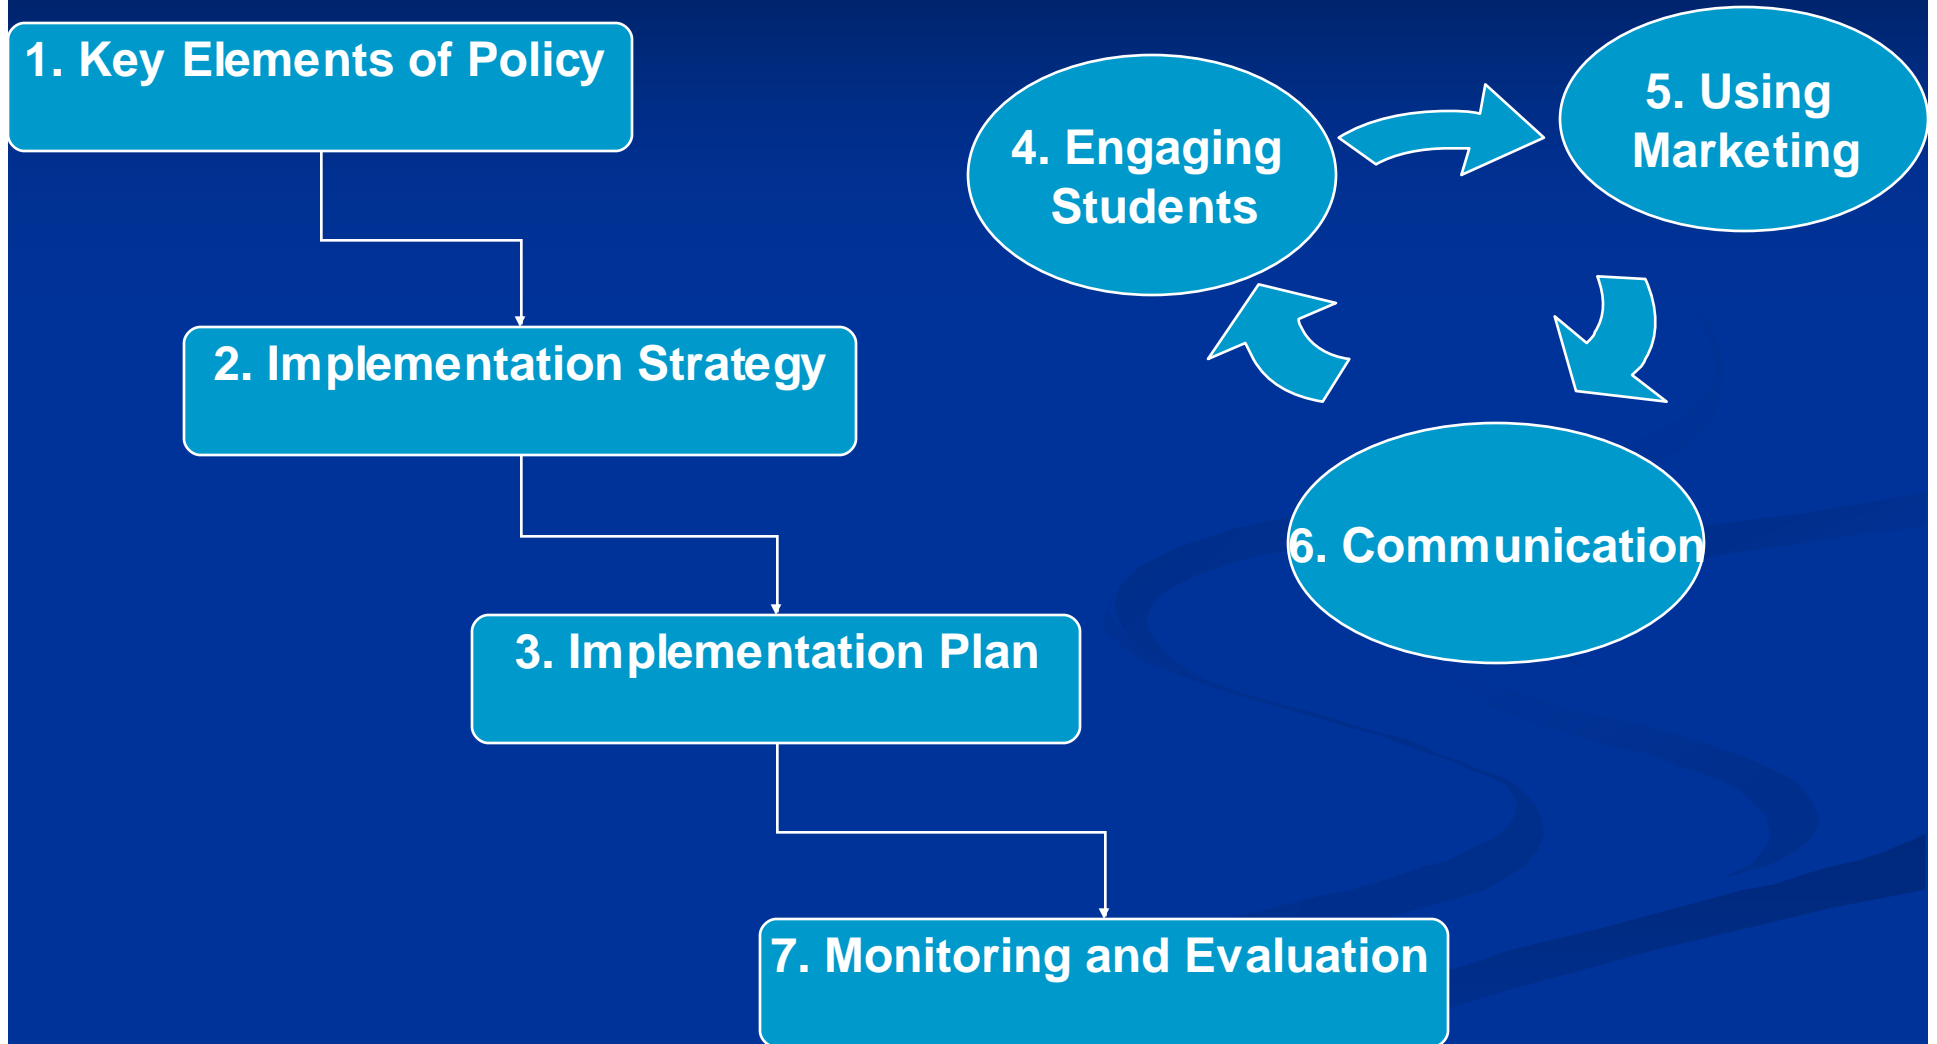 1. Key Elements of Policy
2. Implementation Strategy
3. Implementation Plan
4. Engaging
Students
5. Using
Marketing
6. Communication
7. Monitoring and Evaluation